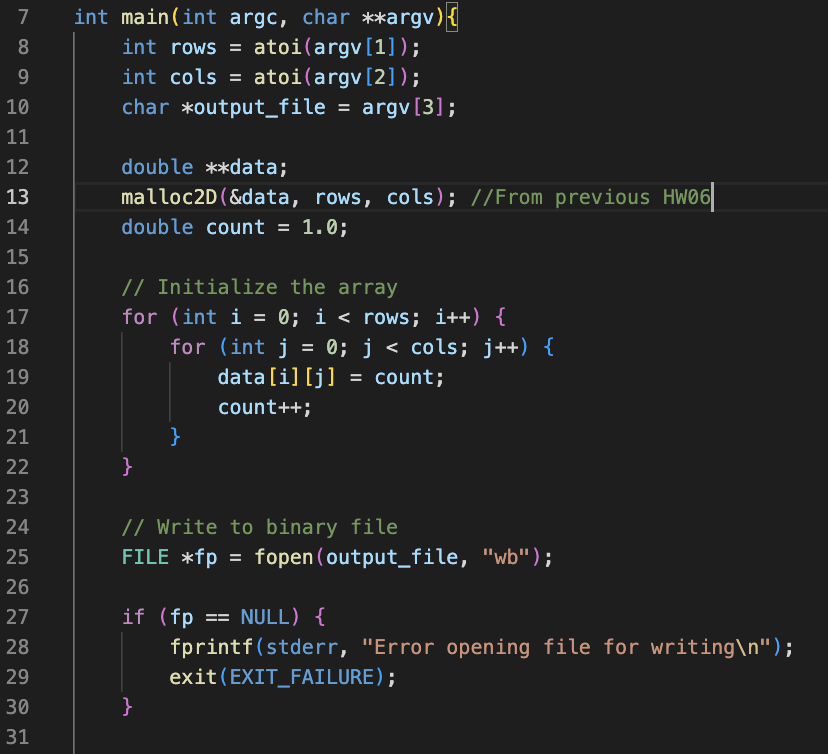 7 int main(int argc, char **argv){
8     int rows = atoi(argv[1]);
9     int cols = atoi(argv[2]);
10     char *output_file = argv[3];
11
12     double **data;
13     malloc2D(&data, rows, cols); //From previous HW06
14     double count = 1.0;
15
16     // Initialize the array
17     for (int i = 0; i < rows; i++) {
18         for (int j = 0; j < cols; j++) {
19             data[i][j] = count;
20             count++;
21         }
22     }
23
24     // Write to binary file
25     FILE *fp = fopen(output_file, "wb");
26
27     if (fp == NULL) {
28         fprintf(stderr, "Error opening file for writing\n");
29         exit(EXIT_FAILURE);
30     }
31